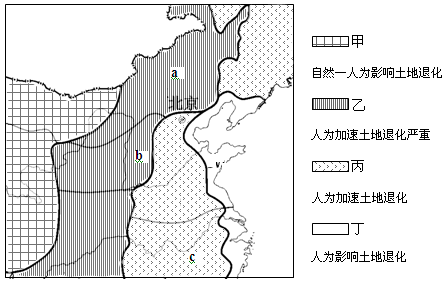 a
北京
b
v
c
甲
自然一人为影响土地退化
乙
人为加速土地退化严重
丙
人为加速土地退化
丁
人为影响土地退化